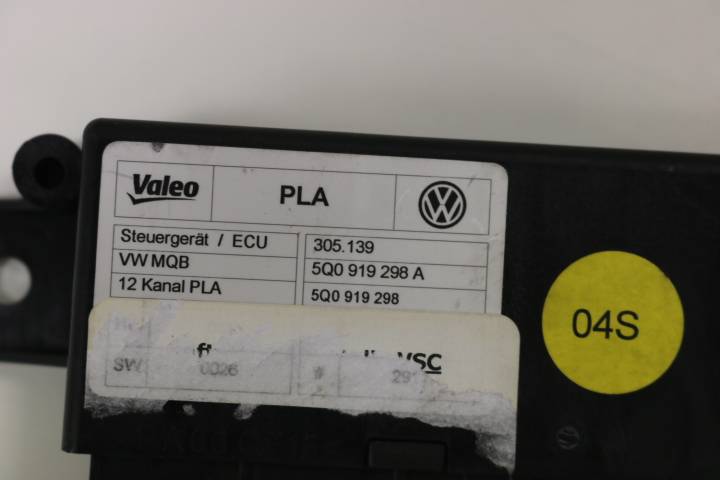 Valeo PLA
Steuergerät / ECU 305.139
VW MQB 5Q0 919 298 A
12 Kanal PLA 5Q0 919 298
SW 0026 # 29
04S